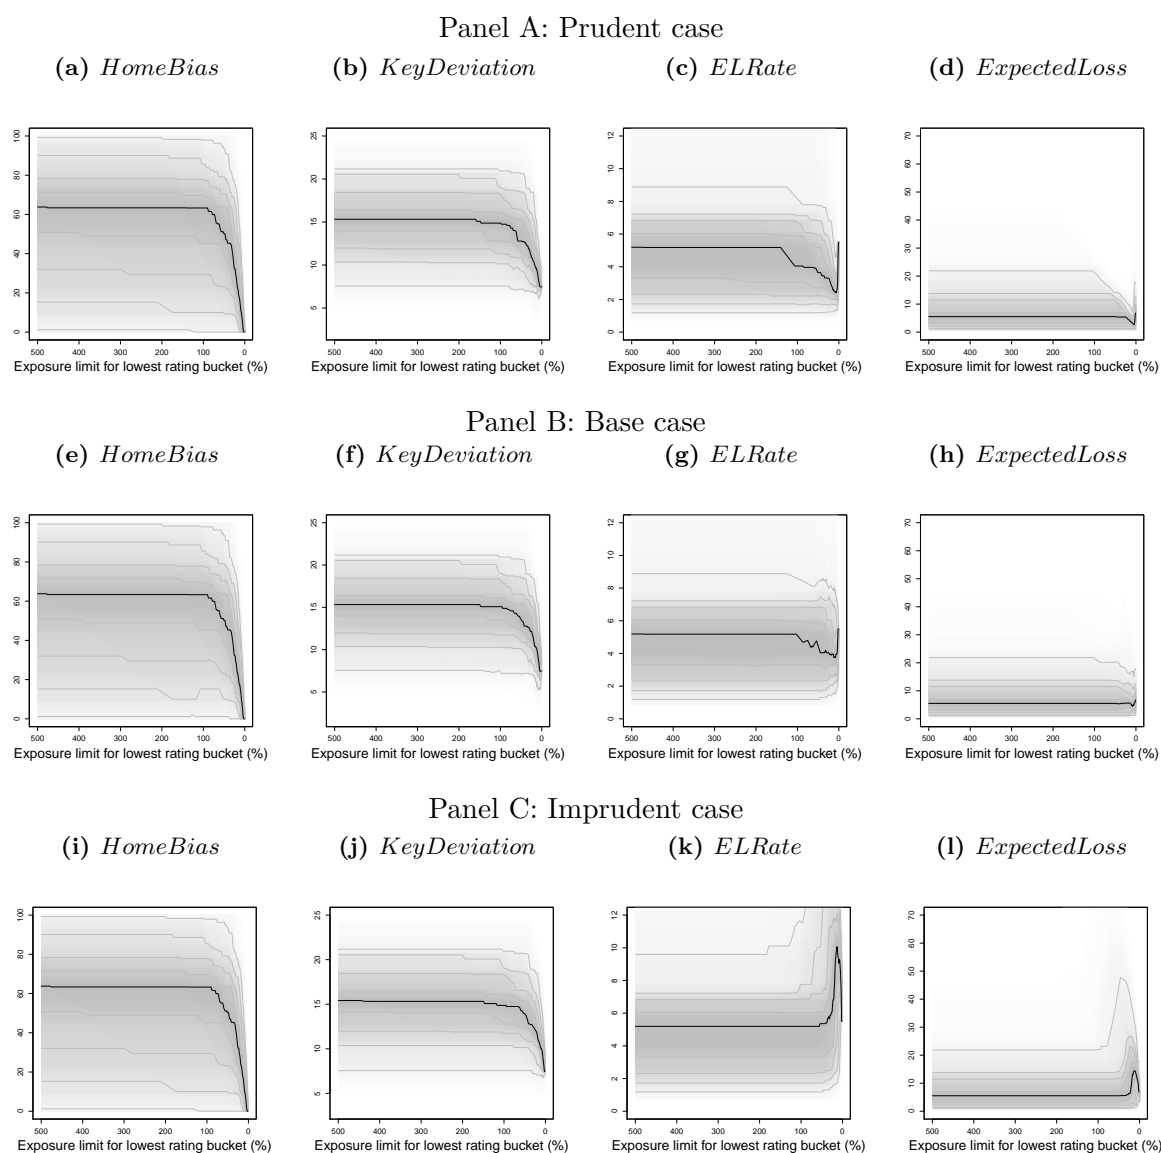 Panel A: Prudent case
(a) HomeBias (b) KeyDeviation (c) ELRate (d) ExpectedLoss
100 80 60 40 20 0
25 20 15 10 5
12 10 8 6 4 2 0
70 60 50 40 30 20 10 0
500 400 300 200 100 0 500 400 300 200 100 0 500 400 300 200 100 0 500 400 300 200 100 0
Exposure limit for lowest rating bucket (%) Exposure limit for lowest rating bucket (%) Exposure limit for lowest rating bucket (%) Exposure limit for lowest rating bucket (%)
Panel B: Base case
(e) HomeBias (f) KeyDeviation (g) ELRate (h) ExpectedLoss
100 80 60 40 20 0
25 20 15 10 5
12 10 8 6 4 2 0
70 60 50 40 30 20 10 0
500 400 300 200 100 0 500 400 300 200 100 0 500 400 300 200 100 0 500 400 300 200 100 0
Exposure limit for lowest rating bucket (%) Exposure limit for lowest rating bucket (%) Exposure limit for lowest rating bucket (%) Exposure limit for lowest rating bucket (%)
Panel C: Imprudent case
(i) HomeBias (j) KeyDeviation (k) ELRate (l) ExpectedLoss
100 80 60 40 20 0
25 20 15 10 5
12 10 8 6 4 2 0
70 60 50 40 30 20 10 0
500 400 300 200 100 0 500 400 300 200 100 0 500 400 300 200 100 0 500 400 300 200 100 0
Exposure limit for lowest rating bucket (%) Exposure limit for lowest rating bucket (%) Exposure limit for lowest rating bucket (%) Exposure limit for lowest rating bucket (%)